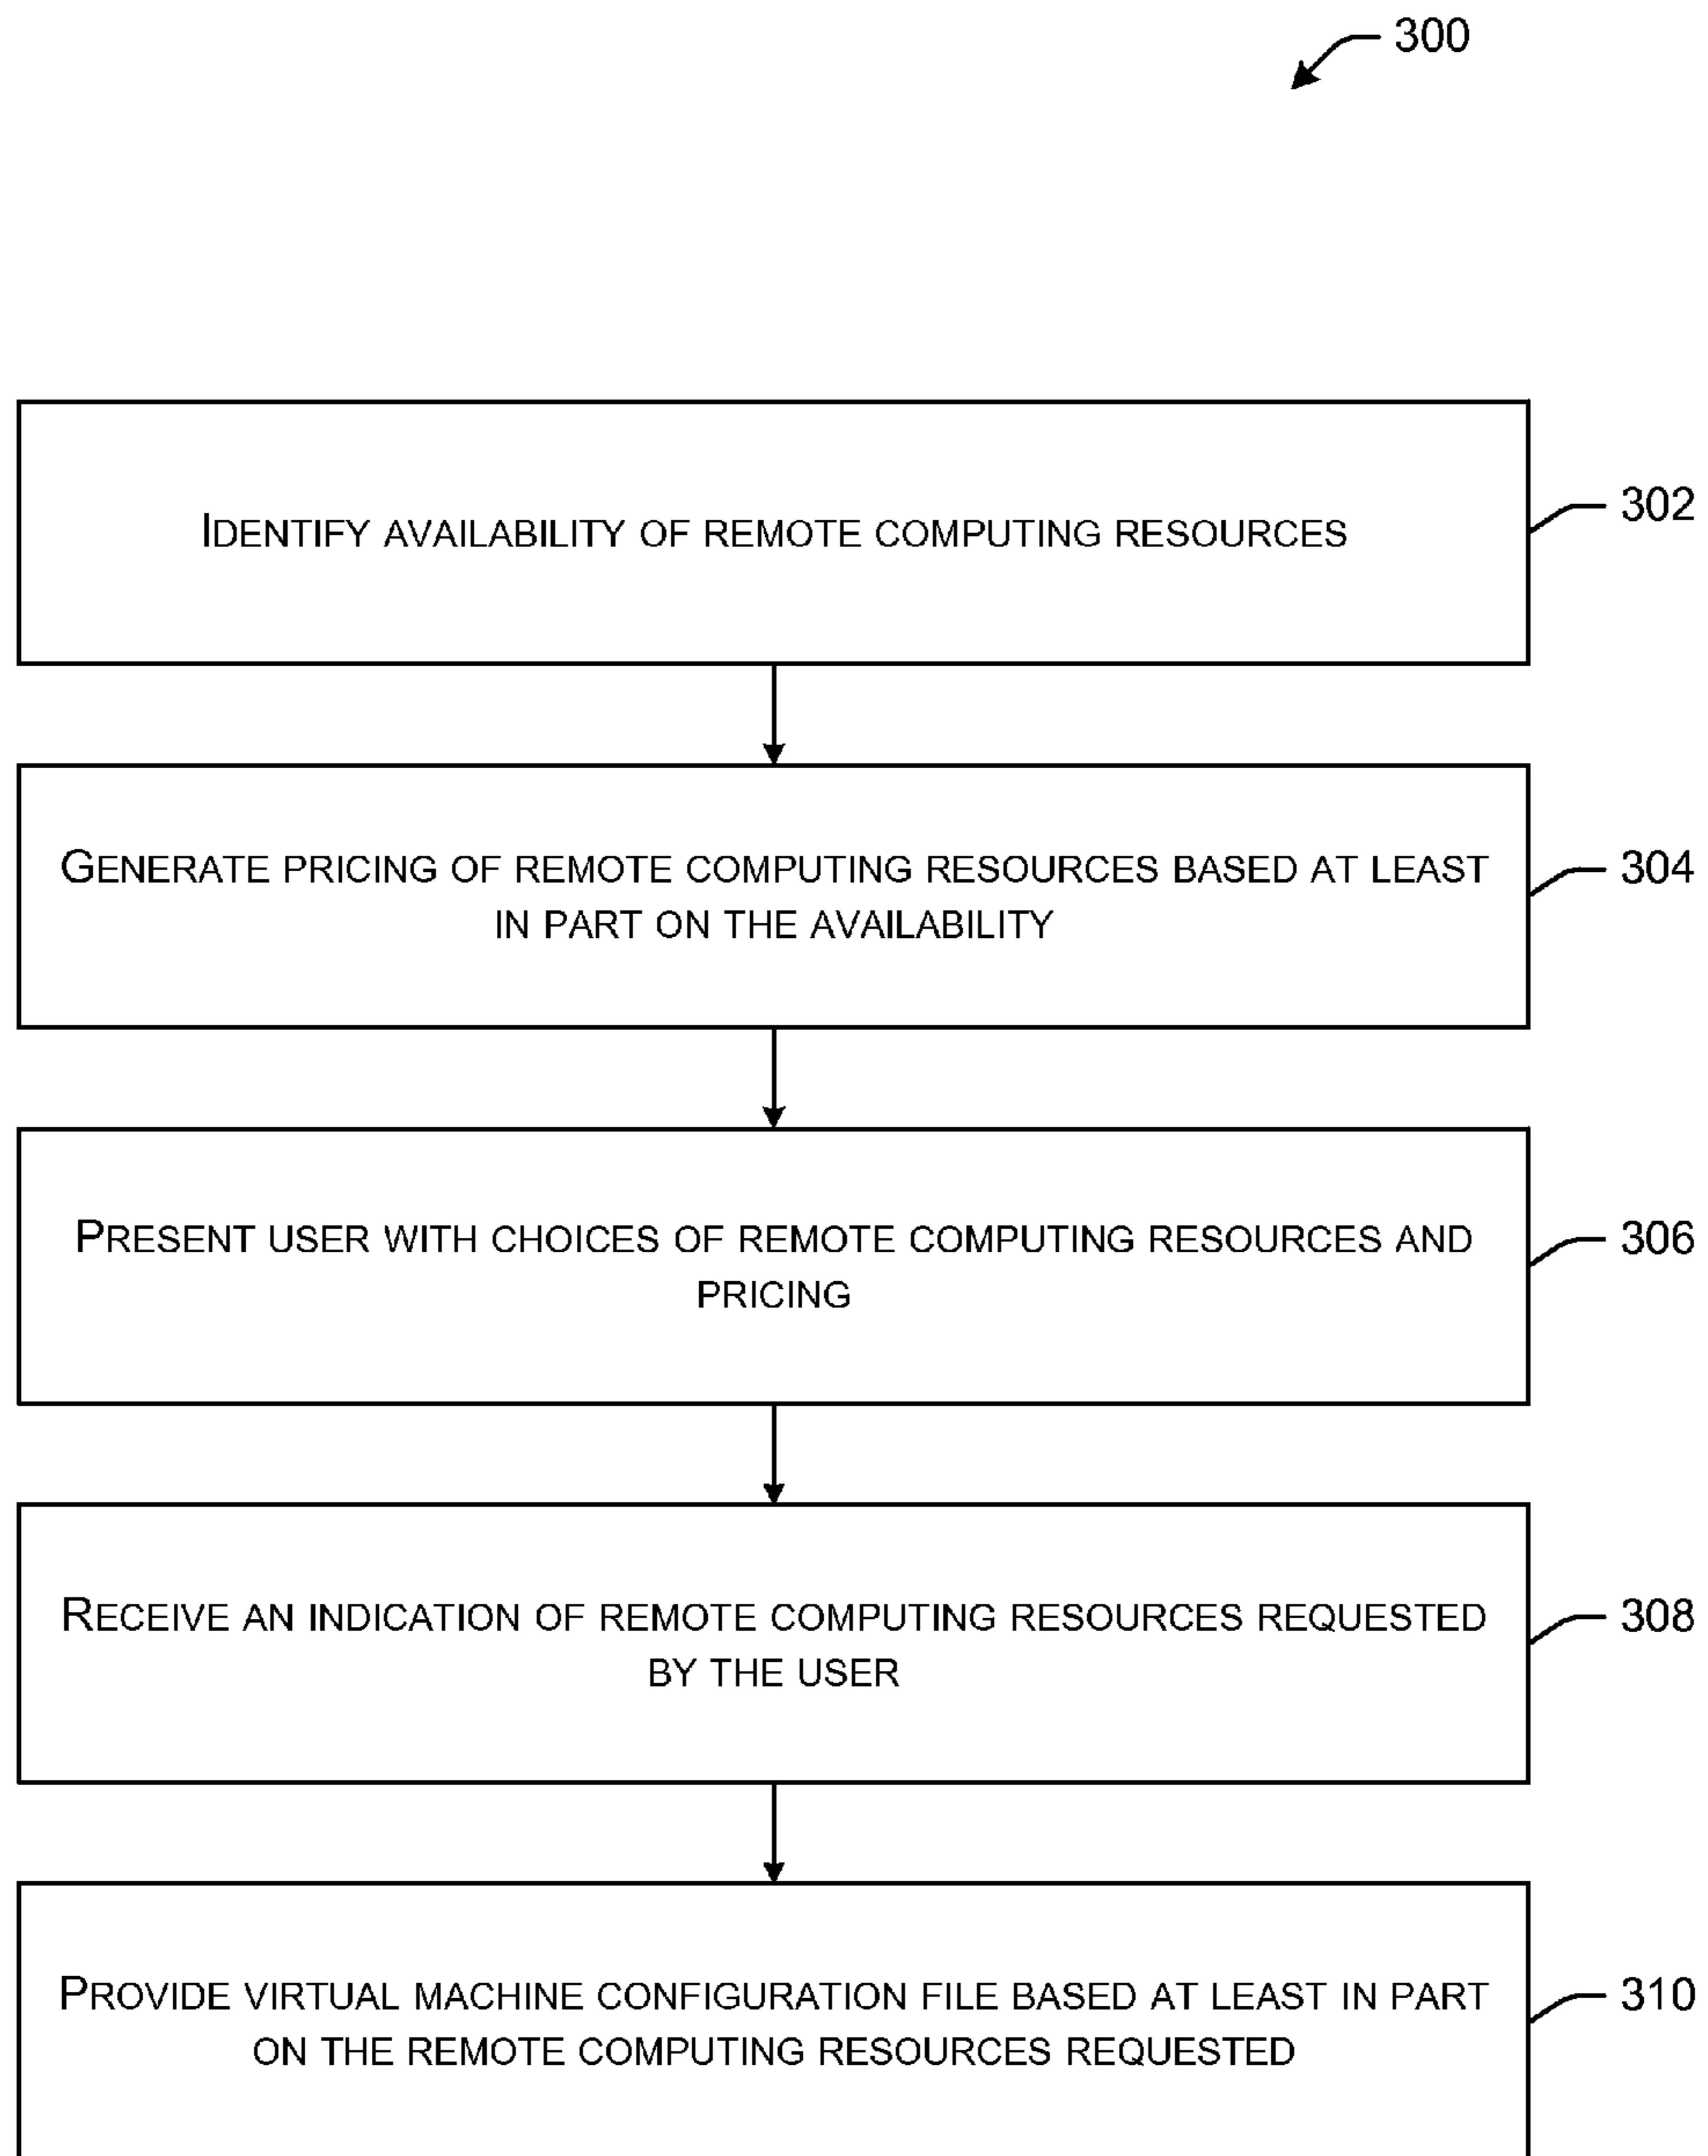 300
IDENTIFY AVAILABILITY OF REMOTE COMPUTING RESOURCES
302
GENERATE PRICING OF REMOTE COMPUTING RESOURCES BASED AT LEAST
IN PART ON THE AVAILABILITY
304
PRESENT USER WITH CHOICES OF REMOTE COMPUTING RESOURCES AND
PRICING
306
RECEIVE AN INDICATION OF REMOTE COMPUTING RESOURCES REQUESTED
BY THE USER
308
PROVIDE VIRTUAL MACHINE CONFIGURATION FILE BASED AT LEAST IN PART
ON THE REMOTE COMPUTING RESOURCES REQUESTED
310